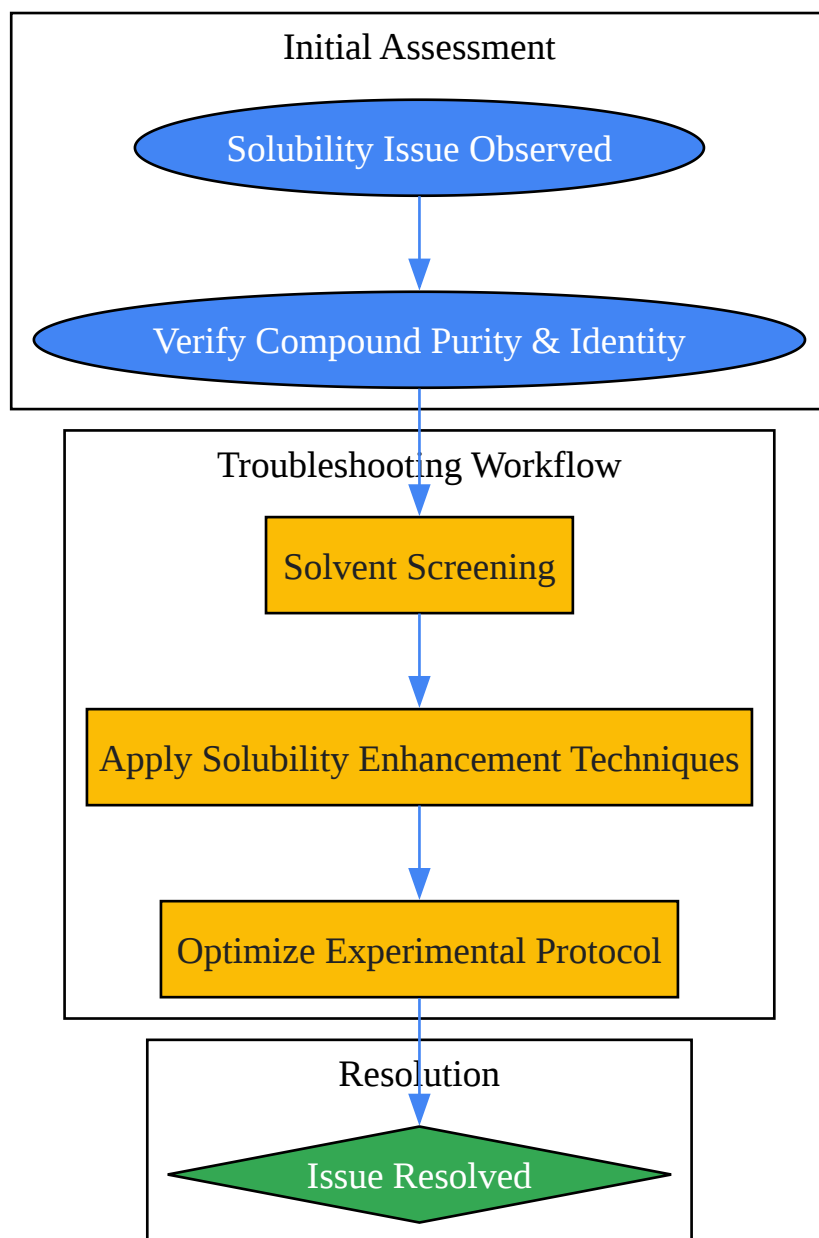 Initial Assessment
Solubility Issue Observed
Verify Compound Purity & Identity
Troubleshooting Workflow
Solvent Screening
Apply Solubility Enhancement Techniques
Optimize Experimental Protocol
Resolution
Issue Resolved